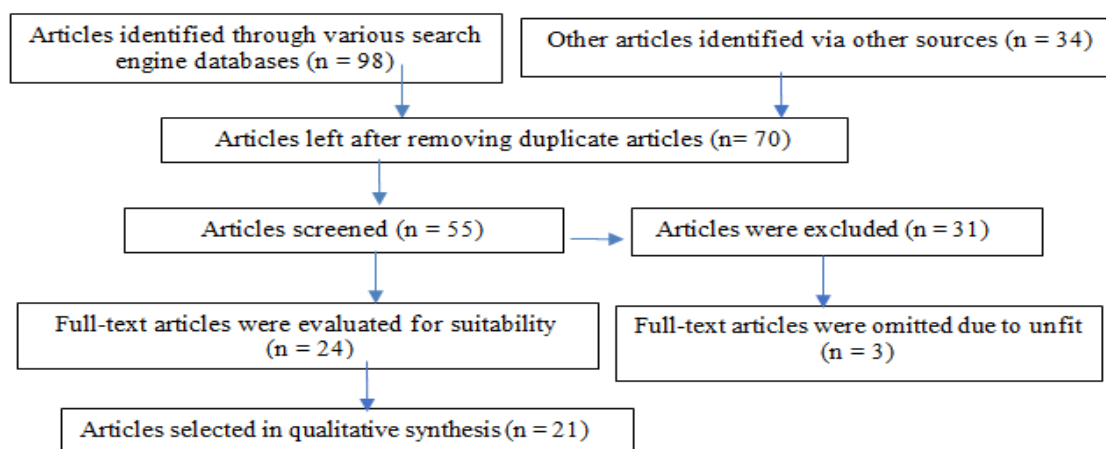 Articles identified through various search
engine databases (n = 98)
Other articles identified via other sources (n = 34)
Articles left after removing duplicate articles (n= 70)
Articles screened (n = 55)
Articles were excluded (n = 31)
Full-text articles were evaluated for suitability
(n = 24)
Full-text articles were omitted due to unfit
(n = 3)
Articles selected in qualitative synthesis (n = 21)